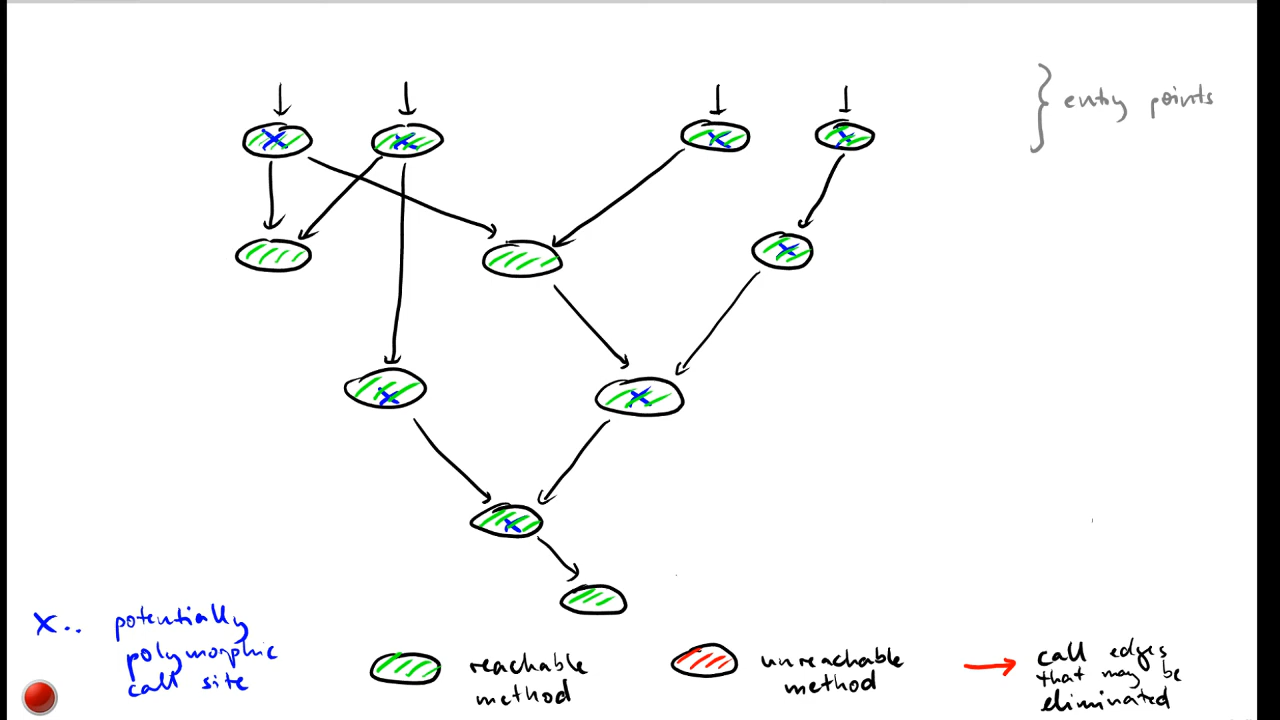 entry points
x.. potentially
polymorphic
call site
reachable
method
unreachable
method
call edges
that may be
eliminated